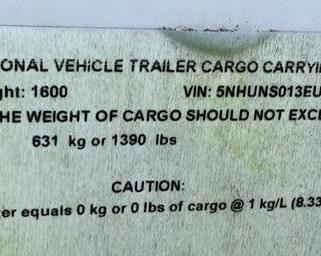 ONAL VEHICLE TRAILER CARGO CARRYI
ght: 1600 VIN: 5NHUNS013EU
HE WEIGHT OF CARGO SHOULD NOT EXCE
631 kg or 1390 lbs
CAUTION:
er equals 0 kg or 0 lbs of cargo @ 1 kg/L (8.33